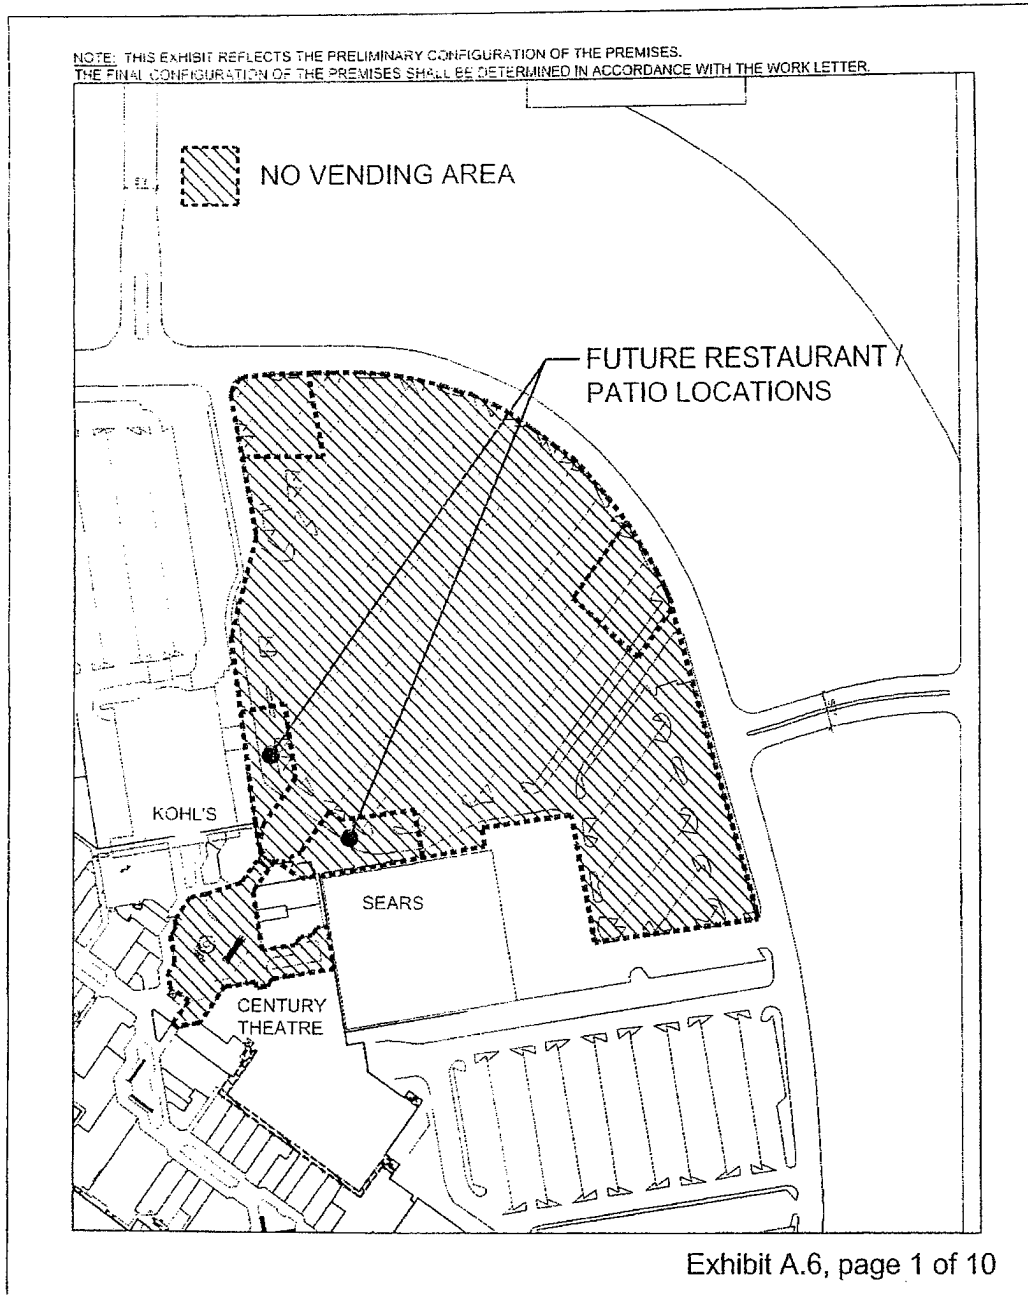 NOTE: THIS EXHIBIT REFLECTS THE PRELIMINARY CONFIGURATION OF THE PREMISES.
THE FINAL CONFIGURATION OF THE PREMISES SHALL BE DETERMINED IN ACCORDANCE WITH THE WORK LETTER.
NO VENDING AREA
FUTURE RESTAURANT /
PATIO LOCATIONS
KOHL'S
SEARS
CENTURY
THEATRE
Exhibit A.6, page 1 of 10